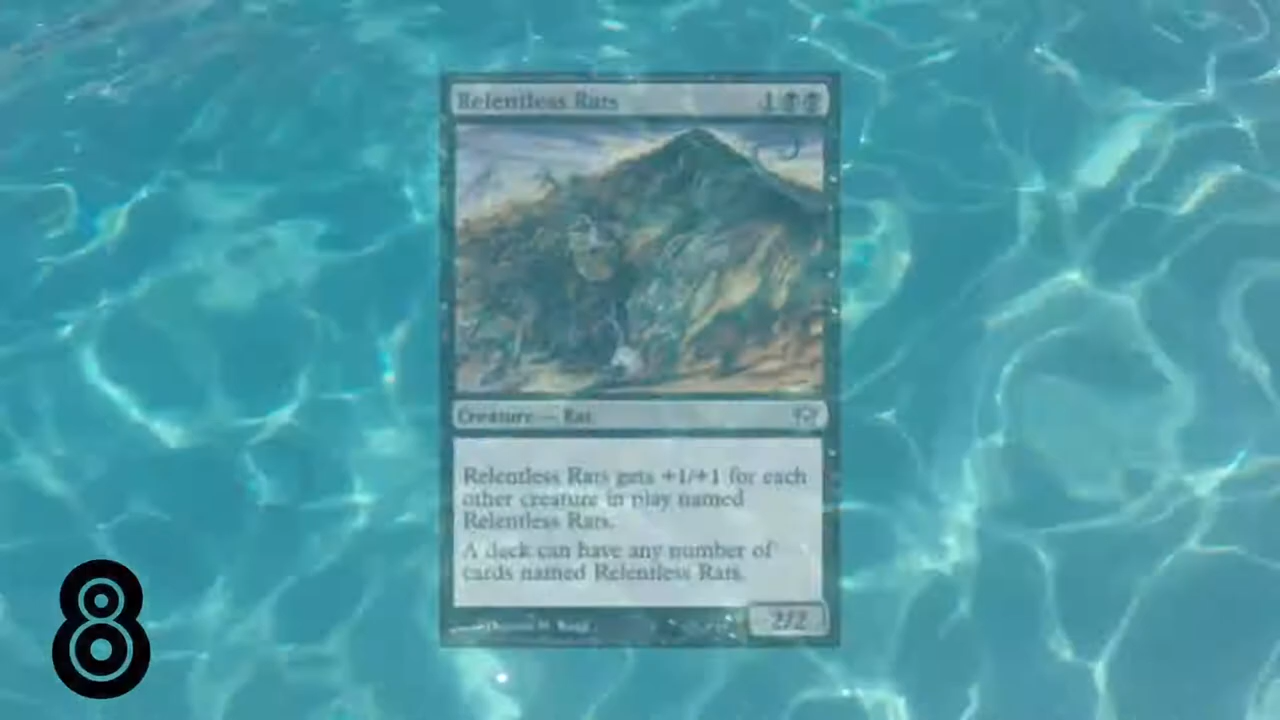 Relentless Rats
1
Creature — Rat
Relentless Rats gets +1/+1 for each
other creature in play named
Relentless Rats.
A deck can have any number of
cards named Relentless Rats.
2/2
8